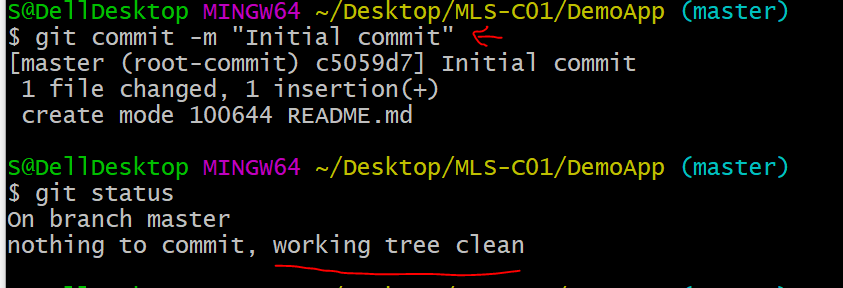 S@DellDesktop MINGW64 ~/Desktop/MLS-C01/DemoApp (master)
$ git commit -m "Initial commit"
[master (root-commit) c5059d7] Initial commit
 1 file changed, 1 insertion(+)
 create mode 100644 README.md
S@DellDesktop MINGW64 ~/Desktop/MLS-C01/DemoApp (master)
$ git status
On branch master
nothing to commit, working tree clean